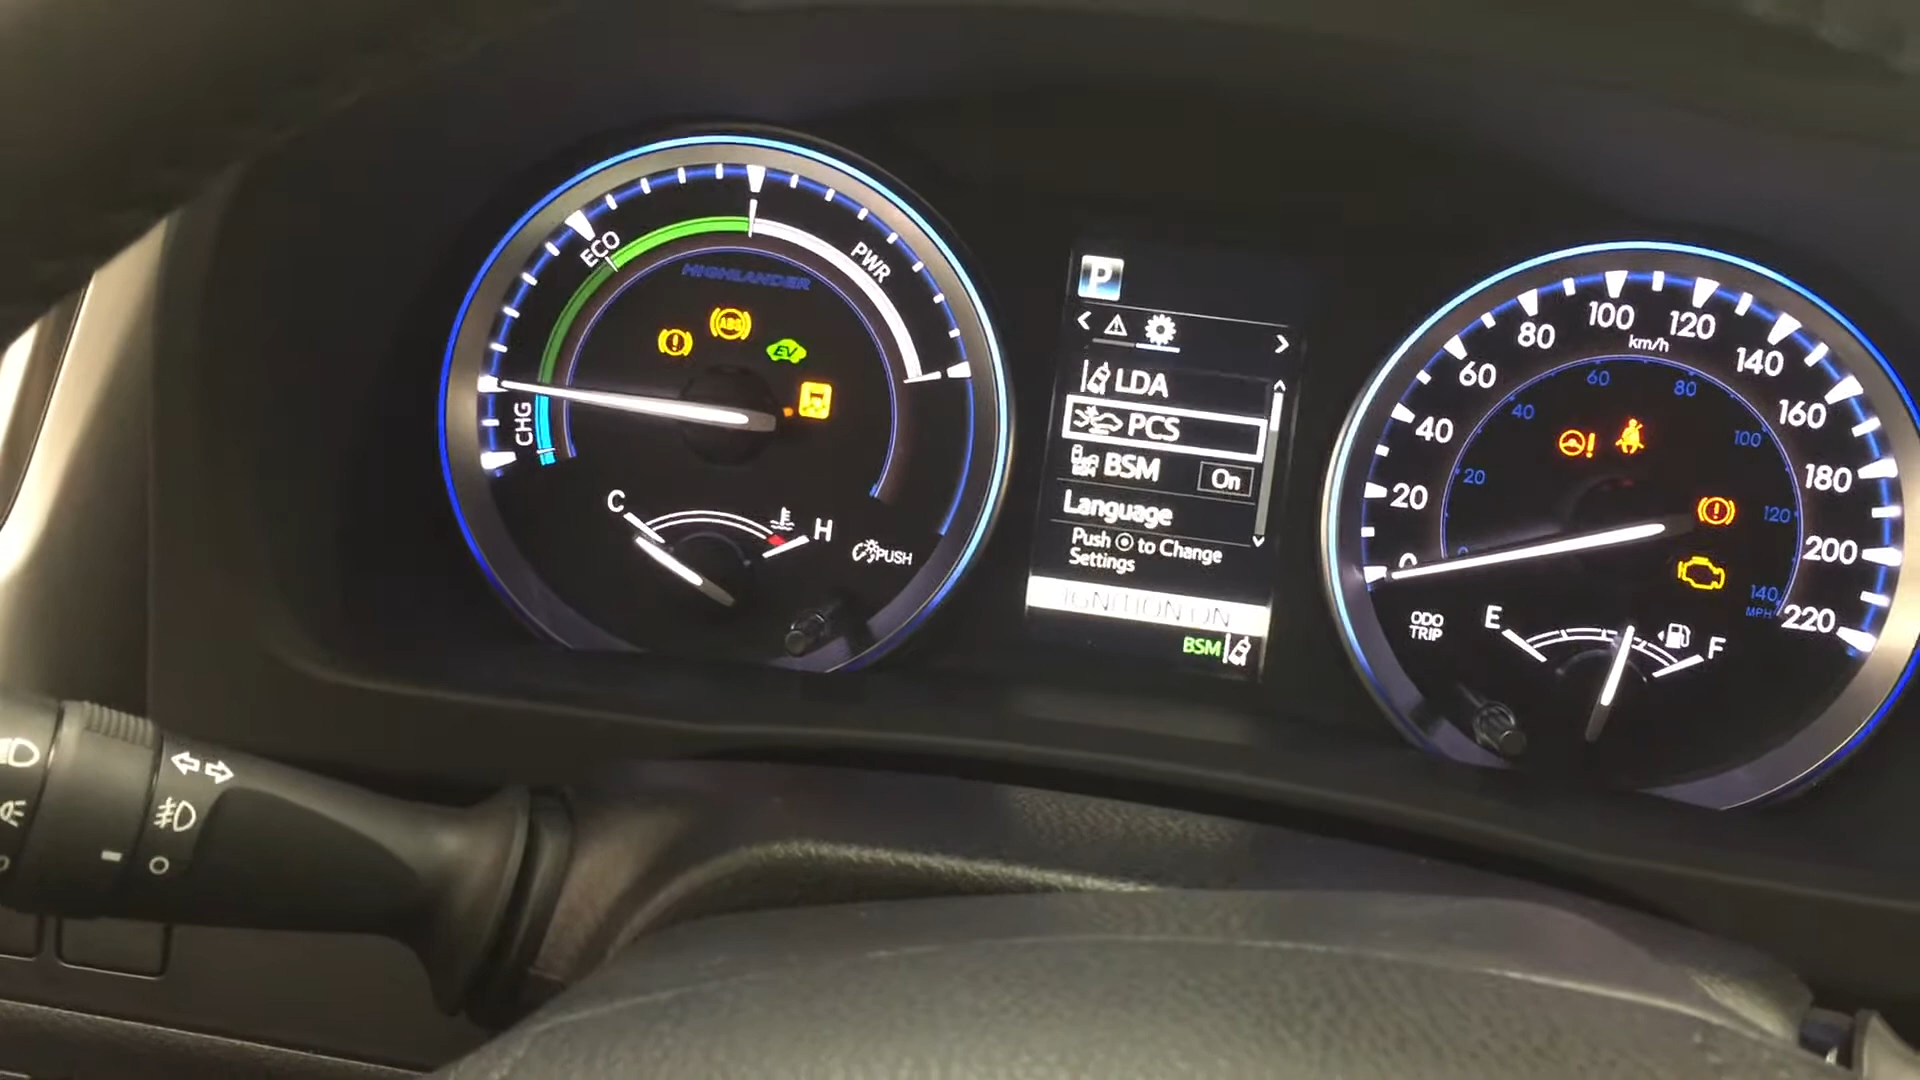 ECO
PWR
HIGHLANDER
ABS
EV
CHG
C
H
PUSH
P
LDA
PCS
BSM On
Language
Push to Change
Settings
IGNITION ON
BSM
0
20
40
60
80
100
120
140
160
180
200
220
km/h
20
40
60
80
100
120
140
MPH
ODO
TRIP
E
F